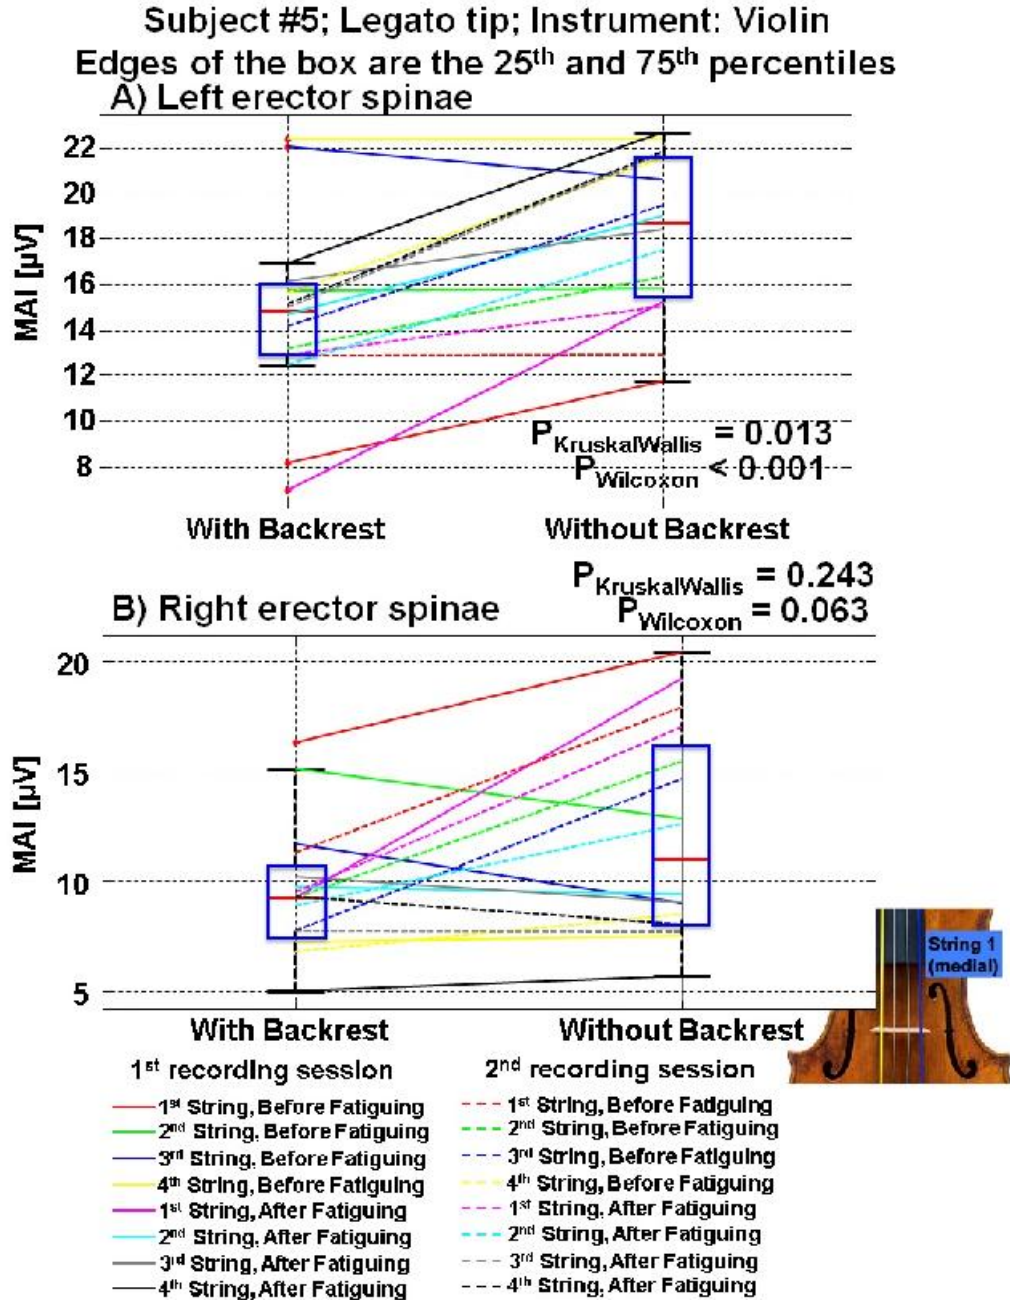 Subject #5; Legato tip; Instrument: Violin
Edges of the box are the 25th and 75th percentiles
A) Left erector spinae
MAI [µV]
22
20
18
16
14
12
10
8
PKruskalWallis = 0.013
PWilcoxon < 0.001
With Backrest Without Backrest
PKruskalWallis = 0.243
PWilcoxon = 0.063
B) Right erector spinae
MAI [µV]
20
15
10
5
String 1
(medial)
With Backrest Without Backrest
1st recording session
1st String, Before Fatiguing
2nd String, Before Fatiguing
3rd String, Before Fatiguing
4th String, Before Fatiguing
1st String, After Fatiguing
2nd String, After Fatiguing
3rd String, After Fatiguing
4th String, After Fatiguing
2nd recording session
1st String, Before Fatiguing
2nd String, Before Fatiguing
3rd String, Before Fatiguing
4th String, Before Fatiguing
1st String, After Fatiguing
2nd String, After Fatiguing
3rd String, After Fatiguing
4th String, After Fatiguing